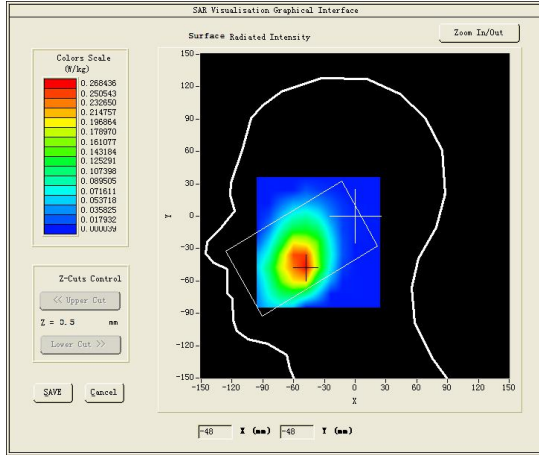 SAR Visualisation Graphical Interface
Surface Radiated Intensity
Zoom In/Out
Colors Scale
(W/kg)
0.268436
0.250543
0.232650
0.214757
0.196864
0.178970
0.161077
0.143184
0.125291
0.107398
0.089505
0.071611
0.053718
0.035825
0.017932
0.000039
Z-Cuts Control
<< Upper Cut
Z = 3.5 mm
Lower Cut >>
SAVE Cancel
150
120
90
60
30
0
-30
-60
-90
-120
-150
Y
-150 -120 -90 -60 -30 0 30 60 90 120 150
X
-48 X (mm) -48 Y (mm)